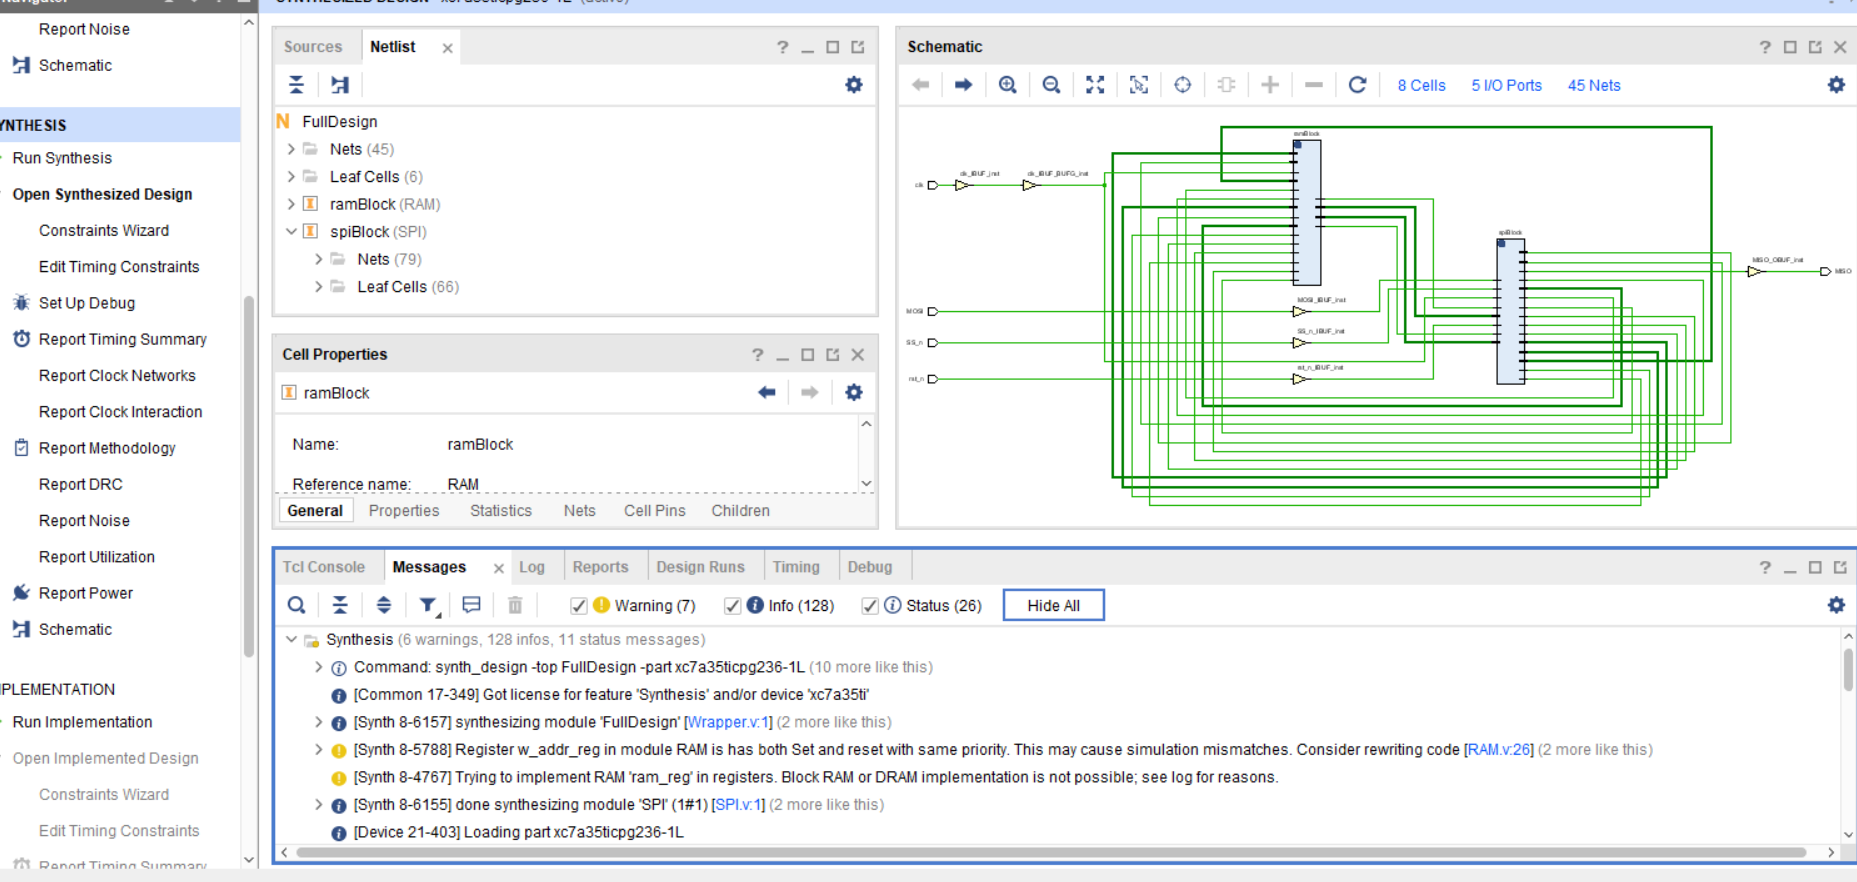 Report Noise
Schematic
YNTHESIS
Run Synthesis
Open Synthesized Design
Constraints Wizard
Edit Timing Constraints
Set Up Debug
Report Timing Summary
Report Clock Networks
Report Clock Interaction
Report Methodology
Report DRC
Report Noise
Report Utilization
Report Power
Schematic
PLEMENTATION
Run Implementation
Open Implemented Design
Constraints Wizard
Edit Timing Constraints
Report Timing Summary
Sources Netlist
FullDesign
Nets (45)
Leaf Cells (6)
ramBlock (RAM)
spiBlock (SPI)
Nets (79)
Leaf Cells (66)
Cell Properties
ramBlock
Name: ramBlock
Reference name: RAM
General Properties Statistics Nets Cell Pins Children
Schematic
8 Cells 5 I/O Ports 45 Nets
ramBlock
clk
clk_IBUF_inst
clk_IBUF_BUFG_inst
spiBlock
MISO_OBUF_inst
MISO
MOSI
MOSI_IBUF_inst
SS_n
SS_n_IBUF_inst
rst_n
rst_n_IBUF_inst
Tcl Console Messages Log Reports Design Runs Timing Debug
Warning (7) Info (128) Status (26) Hide All
Synthesis (6 warnings, 128 infos, 11 status messages)
Command: synth_design -top FullDesign -part xc7a35ticpg236-1L (10 more like this)
[Common 17-349] Got license for feature 'Synthesis' and/or device 'xc7a35ti'
[Synth 8-6157] synthesizing module 'FullDesign' [Wrapper.v:1] (2 more like this)
[Synth 8-5788] Register w_addr_reg in module RAM is has both Set and reset with same priority. This may cause simulation mismatches. Consider rewriting code [RAM.v:26] (2 more like this)
[Synth 8-4767] Trying to implement RAM 'ram_reg' in registers. Block RAM or DRAM implementation is not possible; see log for reasons.
[Synth 8-6155] done synthesizing module 'SPI' (1#1) [SPI.v:1] (2 more like this)
[Device 21-403] Loading part xc7a35ticpg236-1L